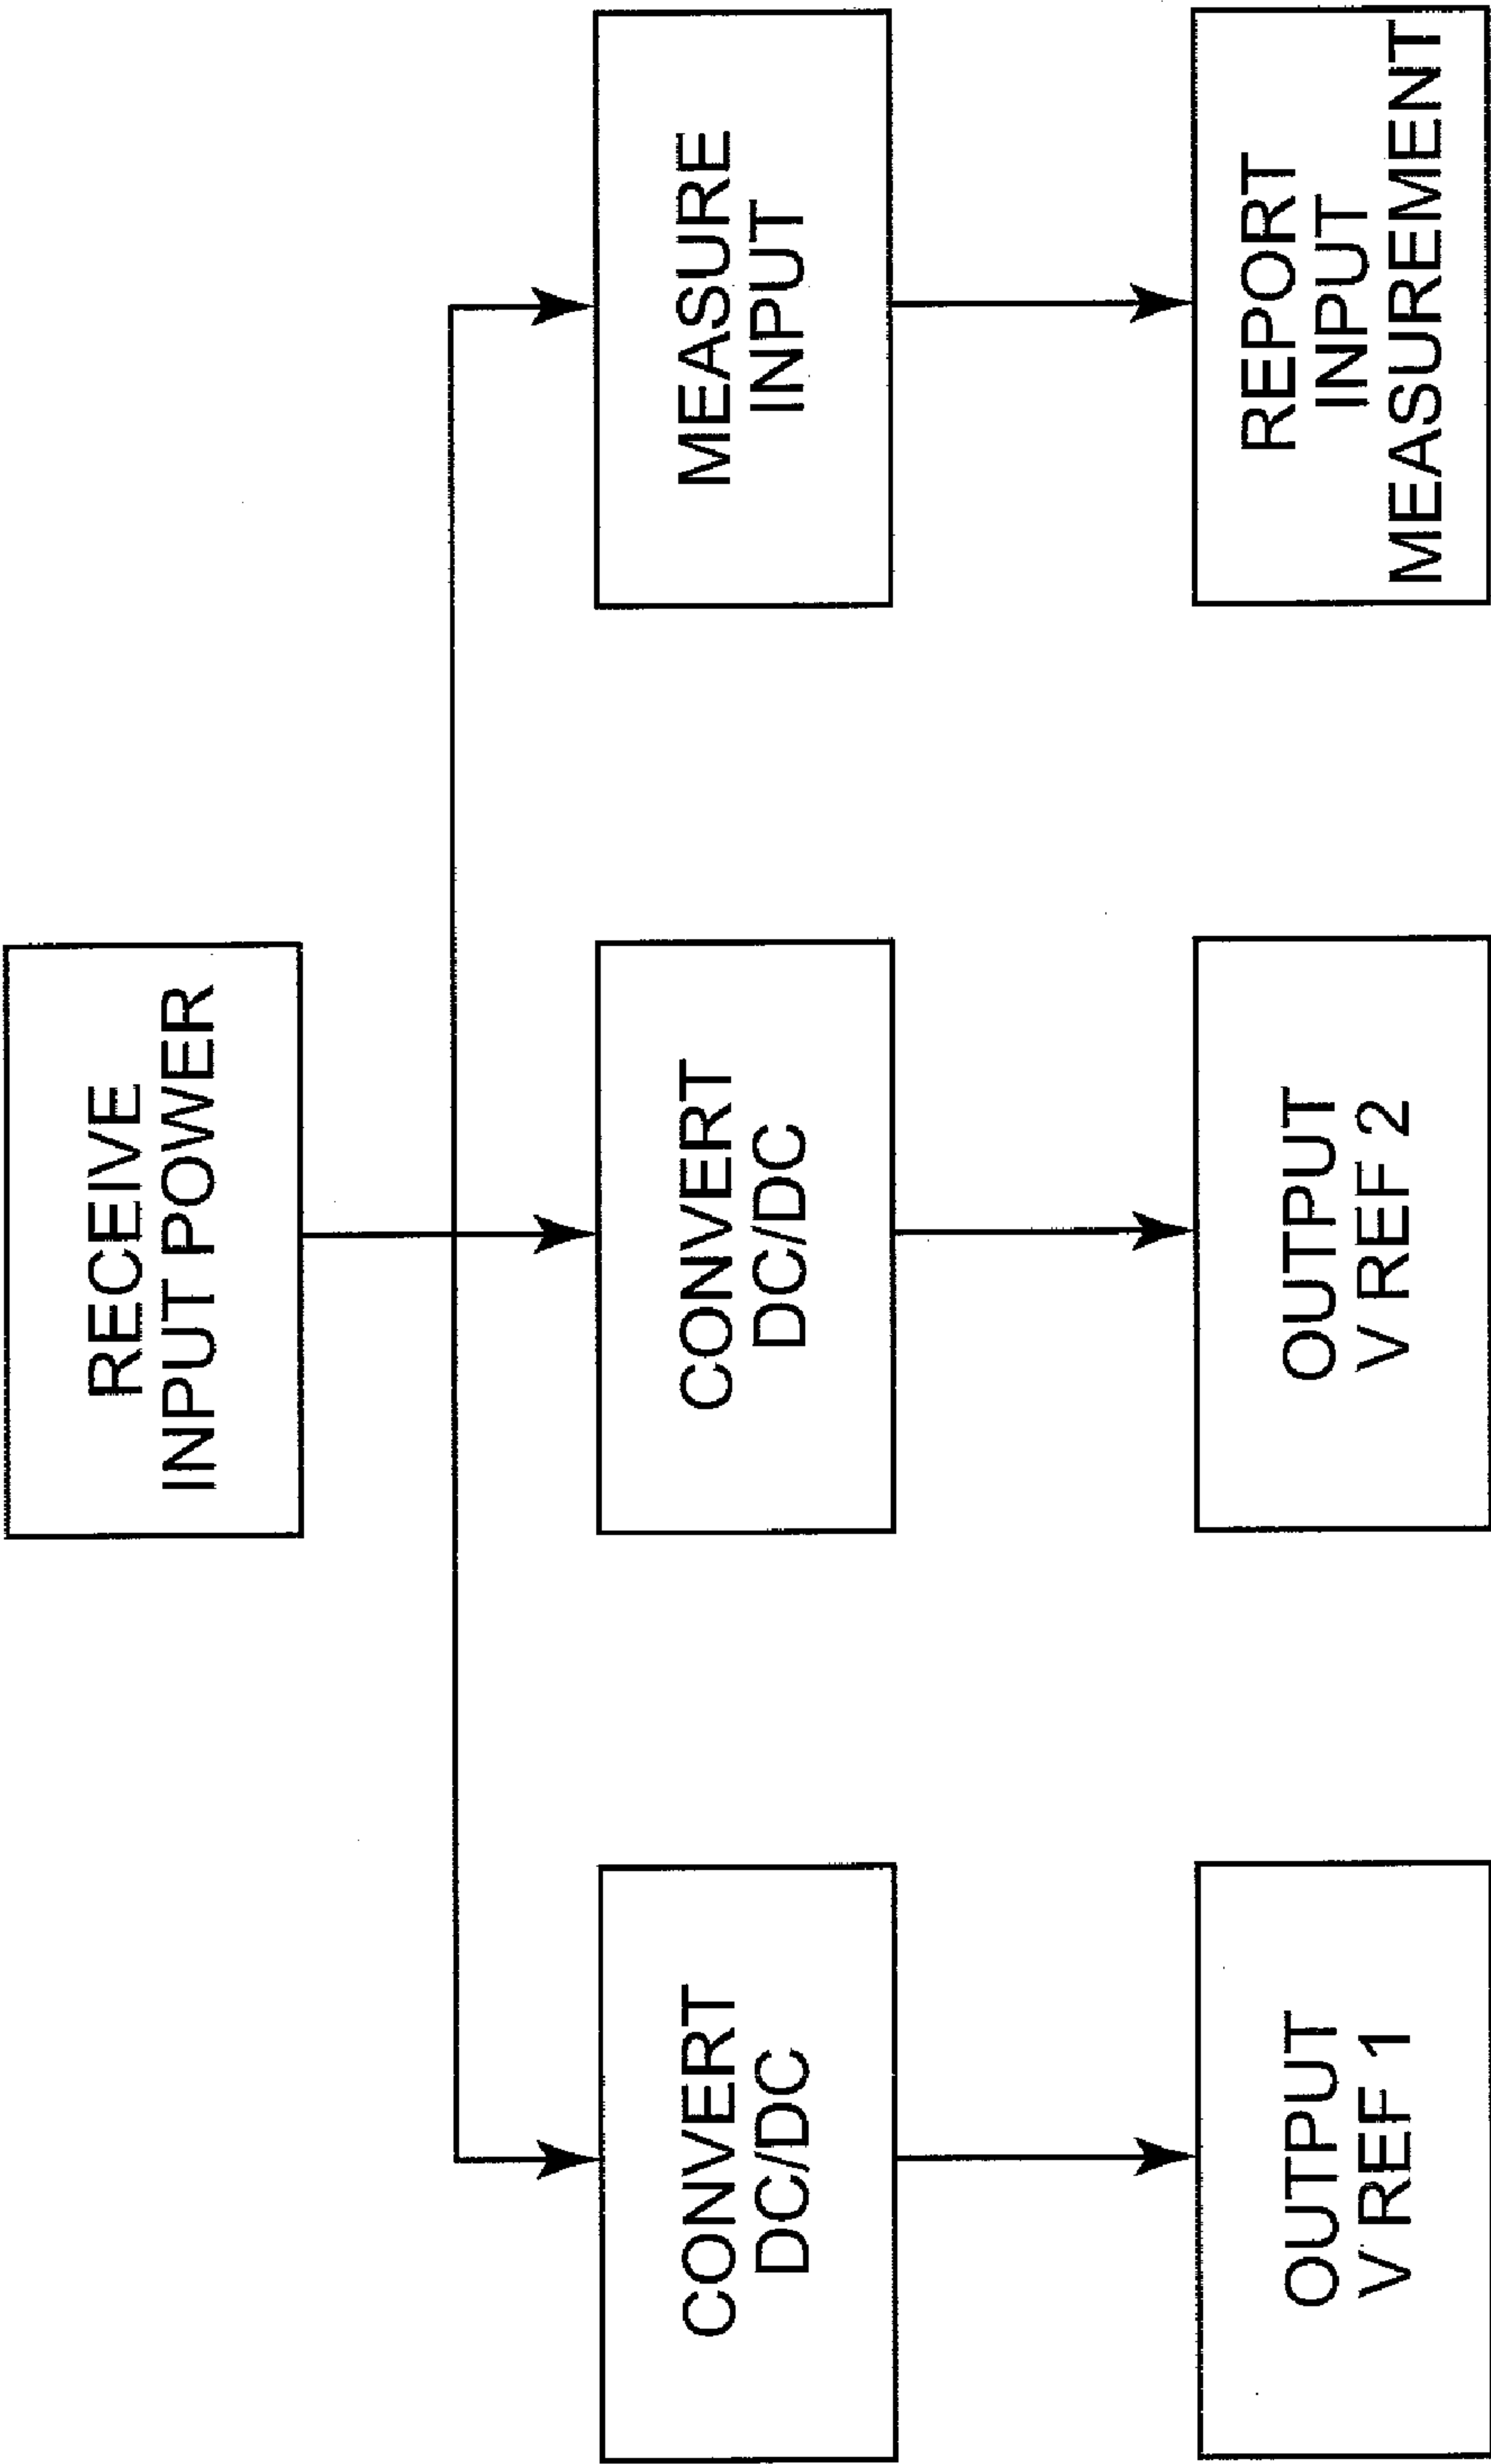 RECEIVE
INPUT POWER
CONVERT
DC/DC
CONVERT
DC/DC
MEASURE
INPUT
OUTPUT
V REF 1
OUTPUT
V REF 2
REPORT
INPUT
MEASUREMENT